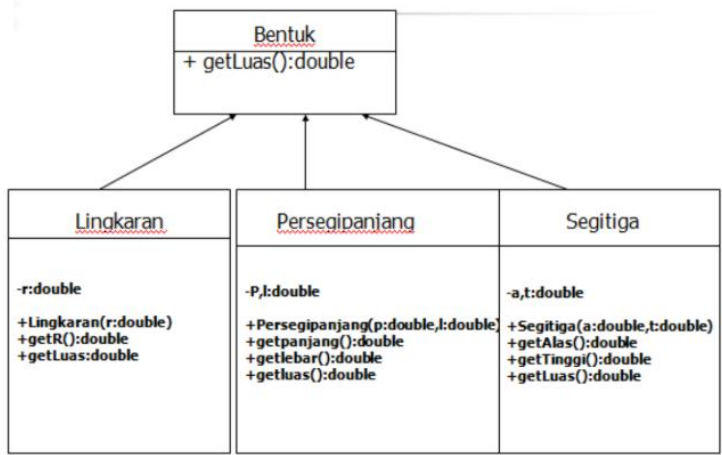 Bentuk
+ getLuas():double
Lingkaran
-r:double
+Lingkaran(r:double)
+getR():double
+getLuas:double
Persegipanjang
-P,l:double
+Persegipanjang(p:double,l:double)
+getpanjang():double
+getlebar():double
+getluas():double
Segitiga
-a,t:double
+Segitiga(a:double,t:double)
+getAlas():double
+getTinggi():double
+getLuas():double